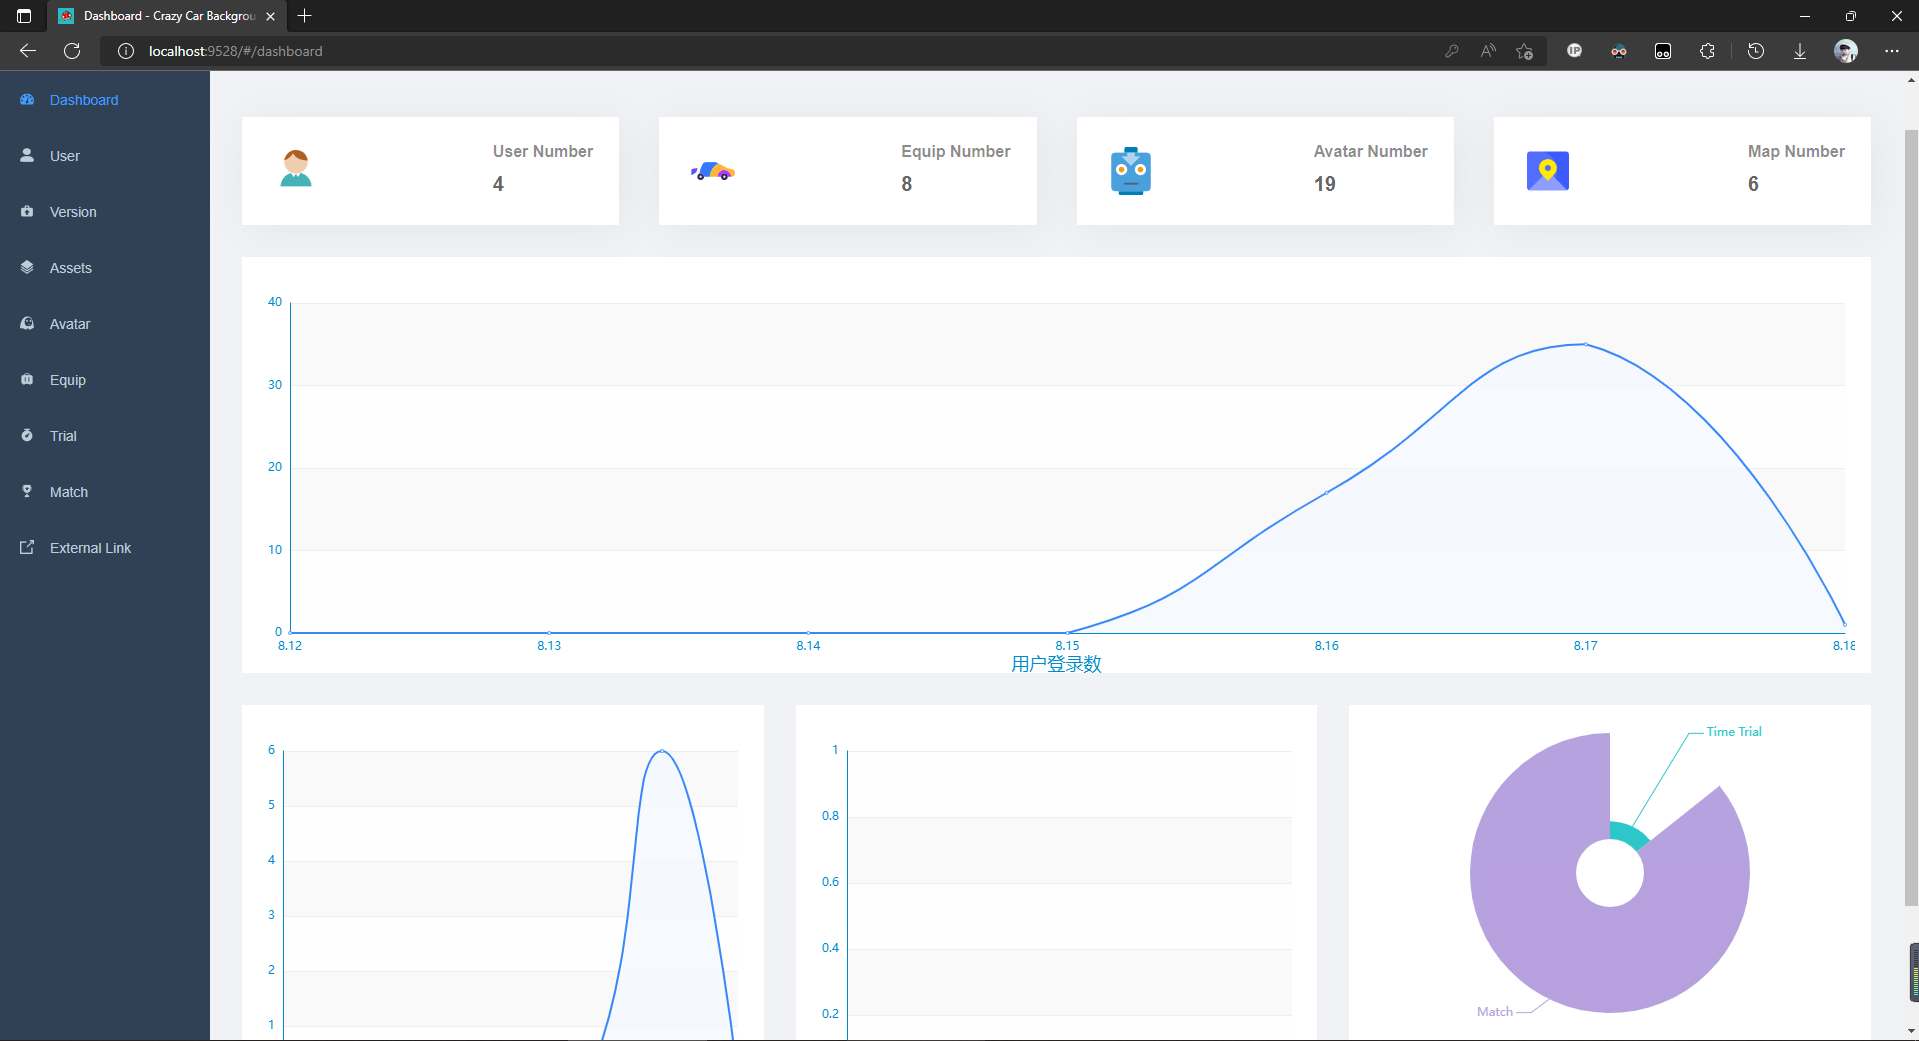 Dashboard - Crazy Car Backgrou
localhost:9528/#/dashboard
Dashboard
User
Version
Assets
Avatar
Equip
Trial
Match
External Link
User Number
4
Equip Number
8
Avatar Number
19
Map Number
6
40
30
20
10
0
8.12 8.13 8.14 8.15 8.16 8.17 8.18
用户登录数
6
5
4
3
2
1
1
0.8
0.6
0.4
0.2
Time Trial
Match